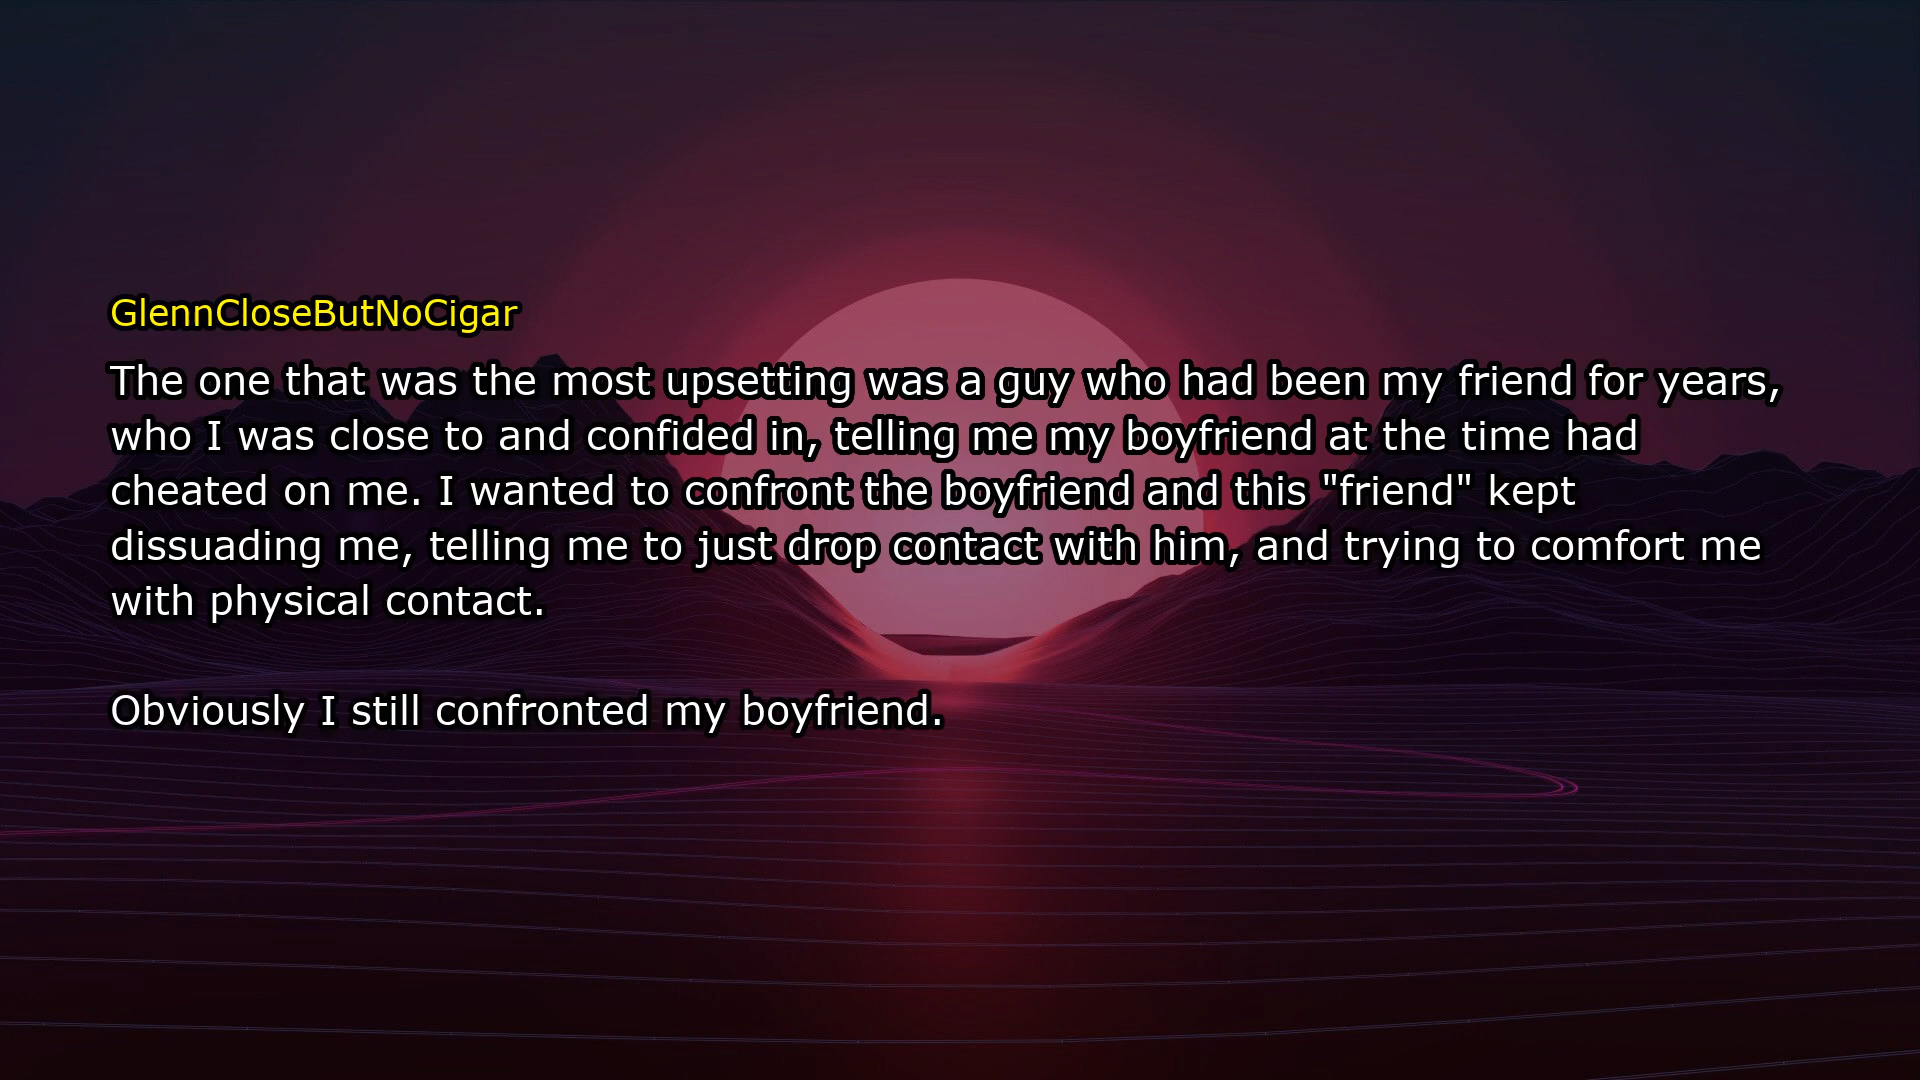 GlennCloseButNoCigar
The one that was the most upsetting was a guy who had been my friend for years,
who I was close to and confided in, telling me my boyfriend at the time had
cheated on me. I wanted to confront the boyfriend and this "friend" kept
dissuading me, telling me to just drop contact with him, and trying to comfort me
with physical contact.
Obviously I still confronted my boyfriend.